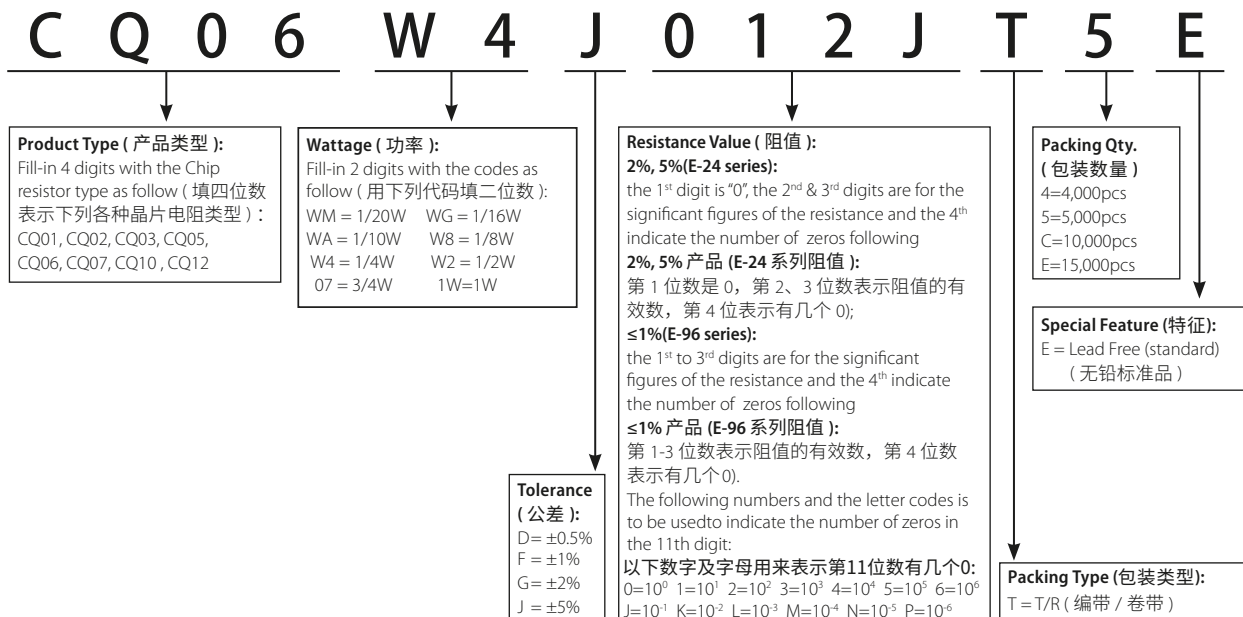 C Q 0 6 W 4 J 0 1 2 J T 5 E
Product Type ( 产品类型 ):
Fill-in 4 digits with the Chip
resistor type as follow ( 填四位数
表示下列各种晶片电阻类型 ) :
CQ01, CQ02, CQ03, CQ05,
CQ06, CQ07, CQ10 , CQ12
Wattage ( 功率 ):
Fill-in 2 digits with the codes as
follow ( 用下列代码填二位数 ):
WM = 1/20W WG = 1/16W
WA = 1/10W W8 = 1/8W
W4 = 1/4W W2 = 1/2W
07 = 3/4W 1W=1W
Tolerance
( 公差 ):
D= ±0.5%
F = ±1%
G= ±2%
J = ±5%
Resistance Value ( 阻值 ):
2%, 5%(E-24 series):
the 1st digit is “0”, the 2nd & 3rd digits are for the
significant figures of the resistance and the 4th
indicate the number of zeros following
2%, 5% 产品 (E-24 系列阻值 ):
第 1 位数是 0，第 2、3 位数表示阻值的有
效数，第 4 位表示有几个 0);
≤1%(E-96 series):
the 1st to 3rd digits are for the significant
figures of the resistance and the 4th indicate
the number of zeros following
≤1% 产品 (E-96 系列阻值 ):
第 1-3 位数表示阻值的有效数，第 4 位数
表示有几个 0).
The following numbers and the letter codes is
to be usedto indicate the number of zeros in
the 11th digit:
以下数字及字母用来表示第11位数有几个0:
0=10⁰ 1=10¹ 2=10² 3=10³ 4=10⁴ 5=10⁵ 6=10⁶
J=10⁻¹ K=10⁻² L=10⁻³ M=10⁻⁴ N=10⁻⁵ P=10⁻⁶
Packing Type (包装类型):
T = T/R ( 编带 / 卷带 )
Packing Qty.
( 包装数量 )
4=4,000pcs
5=5,000pcs
C=10,000pcs
E=15,000pcs
Special Feature (特征):
E = Lead Free (standard)
( 无铅标准品 )